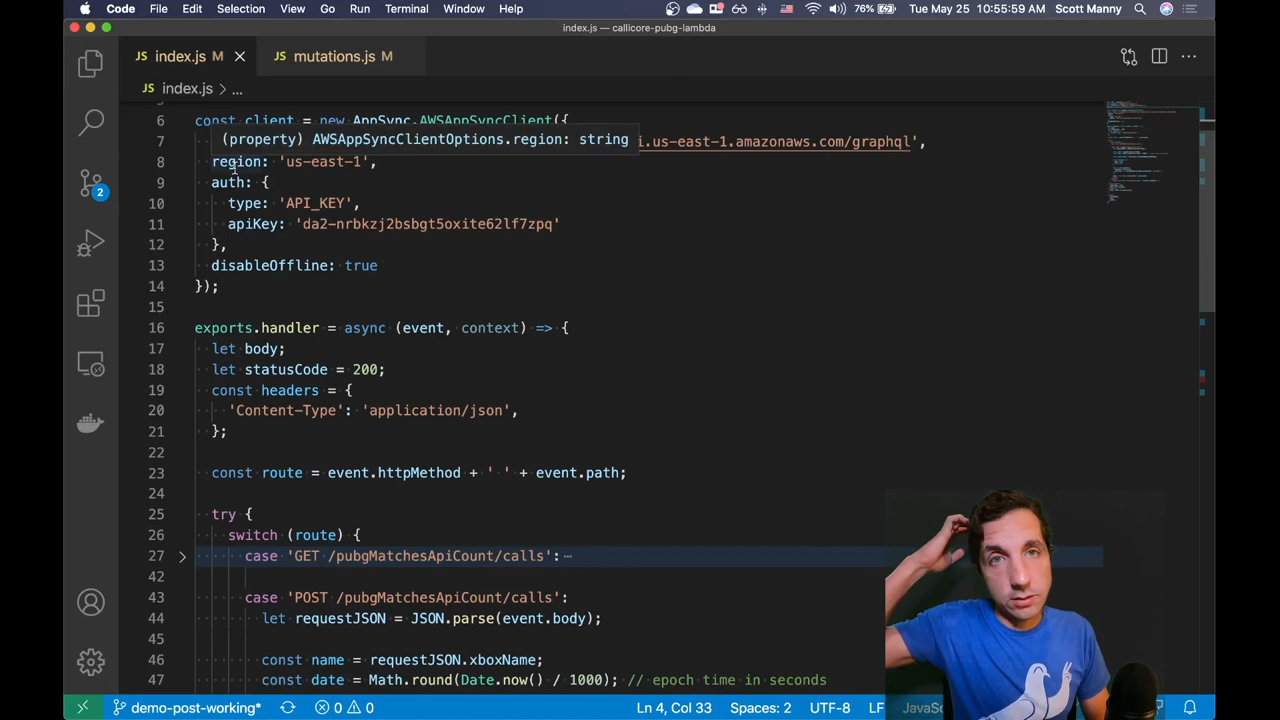 Code File Edit Selection View Go Run Terminal Window Help 76% Tue May 25 10:55:59 AM Scott Manny
index.js — callicore-pubg-lambda
JS index.js M × JS mutations.js M
JS index.js > ...
6 const client = new AppSync.AWSAppSyncClient({
(property) AWSAppSyncClientOptions.region: string
7 i.us-east-1.amazonaws.com/graphql',
8 region: 'us-east-1',
9 auth: {
10 type: 'API_KEY',
11 apiKey: 'da2-nrbkzj2bsbgt5oxite62lf7zpq'
12 },
13 disableOffline: true
14 });
15
16 exports.handler = async (event, context) => {
17 let body;
18 let statusCode = 200;
19 const headers = {
20 'Content-Type': 'application/json',
21 };
22
23 const route = event.httpMethod + ' ' + event.path;
24
25 try {
26 switch (route) {
27 case 'GET /pubgMatchesApiCount/calls': ⋯
42
43 case 'POST /pubgMatchesApiCount/calls':
44 let requestJSON = JSON.parse(event.body);
45
46 const name = requestJSON.xboxName;
47 const date = Math.round(Date.now() / 1000); // epoch time in seconds
2
demo-post-working* 0 0 Ln 4, Col 33 Spaces: 2 UTF-8 LF